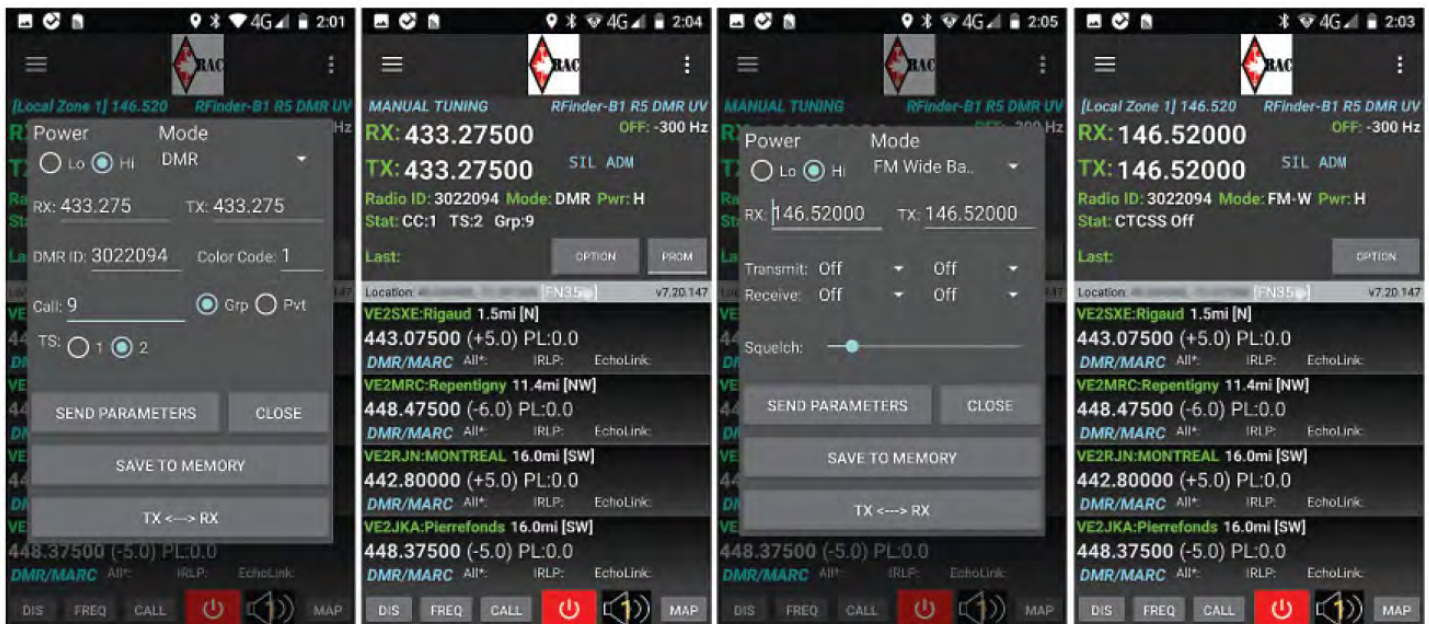 2:01
RAC
[Local Zone 1] 146.520 RFinder-B1 R5 DMR UV
Hz
Power Mode
Lo Hi DMR
RX: 433.275 TX: 433.275
DMR ID: 3022094 Color Code: 1
Call: 9 Grp Pvt
TS: 1 2
SEND PARAMETERS CLOSE
SAVE TO MEMORY
TX <---> RX
448.37500 (-5.0) PL:0.0
DMR/MARC All*: IRLP: EchoLink:
DIS FREQ CALL 1 MAP
4G 2:04
RAC
MANUAL TUNING RFinder-B1 R5 DMR UV
RX: 433.27500 OFF: -300 Hz
TX: 433.27500 SIL ADM
Radio ID: 3022094 Mode: DMR Pwr: H
Stat: CC:1 TS:2 Grp:9
Last: OPTION PROM
Location: [FN35 ] v7.20.147
VE2SXE:Rigaud 1.5mi [N]
443.07500 (+5.0) PL:0.0
DMR/MARC All*: IRLP: EchoLink:
VE2MRC:Repentigny 11.4mi [NW]
448.47500 (-6.0) PL:0.0
DMR/MARC All*: IRLP: EchoLink:
VE2RJN:MONTREAL 16.0mi [SW]
442.80000 (+5.0) PL:0.0
DMR/MARC All*: IRLP: EchoLink:
VE2JKA:Pierrefonds 16.0mi [SW]
448.37500 (-5.0) PL:0.0
DMR/MARC All*: IRLP: EchoLink:
DIS FREQ CALL 1 MAP
4G 2:05
RAC
MANUAL TUNING RFinder-B1 R5 DMR UV
Power Mode
Lo Hi FM Wide Ba..
RX: 146.52000 TX: 146.52000
Transmit: Off Off
Receive: Off Off
Squelch:
SEND PARAMETERS CLOSE
SAVE TO MEMORY
TX <---> RX
448.37500 (-5.0) PL:0.0
DMR/MARC All*: IRLP: EchoLink:
DIS FREQ CALL 1 MAP
4G 2:03
RAC
[Local Zone 1] 146.520 RFinder-B1 R5 DMR UV
RX: 146.52000 OFF: -300 Hz
TX: 146.52000 SIL ADM
Radio ID: 3022094 Mode: FM-W Pwr: H
Stat: CTCSS Off
Last: OPTION
Location: [FN35 ] v7.20.147
VE2SXE:Rigaud 1.5mi [N]
443.07500 (+5.0) PL:0.0
DMR/MARC All*: IRLP: EchoLink:
VE2MRC:Repentigny 11.4mi [NW]
448.47500 (-6.0) PL:0.0
DMR/MARC All*: IRLP: EchoLink:
VE2RJN:MONTREAL 16.0mi [SW]
442.80000 (+5.0) PL:0.0
DMR/MARC All*: IRLP: EchoLink:
VE2JKA:Pierrefonds 16.0mi [SW]
448.37500 (-5.0) PL:0.0
DMR/MARC All*: IRLP: EchoLink:
DIS FREQ CALL 1 MAP